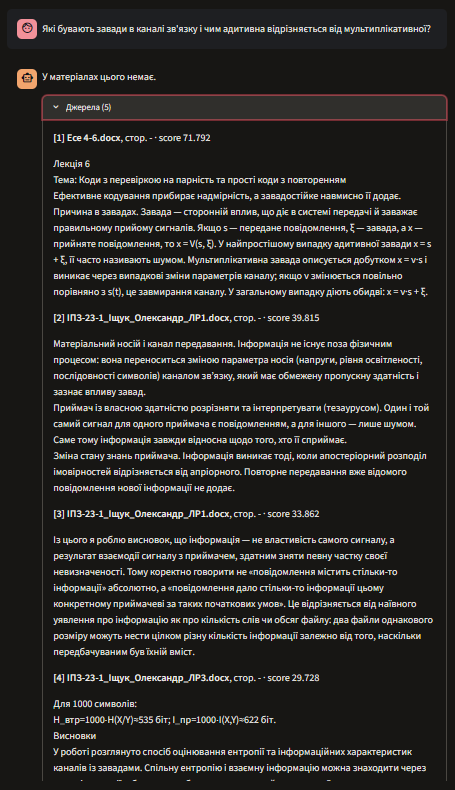 Які бувають завади в каналі зв'язку і чим адитивна відрізняється від мультиплікативної?
У матеріалах цього немає.
Джерела (5)
[1] Есе 4-6.docx, стор. - · score 71.792
Лекція 6
Тема: Коди з перевіркою на парність та прості коди з повторенням
Ефективне кодування прибирає надмірність, а завадостійке навмисно її додає.
Причина в завадах. Завада — сторонній вплив, що діє в системі передачі й заважає
правильному прийому сигналів. Якщо s — передане повідомлення, ξ — завада, а x —
прийняте повідомлення, то x = V(s, ξ). У найпростішому випадку адитивної завади x = s
+ ξ, її часто називають шумом. Мультиплікативна завада описується добутком x = v·s і
виникає через випадкові зміни параметрів каналу; якщо v змінюється повільно
порівняно з s(t), це завмирання каналу. У загальному випадку діють обидві: x = v·s + ξ.
[2] ІПЗ-23-1_Іщук_Олександр_ЛР1.docx, стор. - · score 39.815
Матеріальний носій і канал передавання. Інформація не існує поза фізичним
процесом: вона переноситься зміною параметра носія (напруги, рівня освітленості,
послідовності символів) каналом зв'язку, який має обмежену пропускну здатність і
зазнає впливу завад.
Приймач із власною здатністю розрізняти та інтерпретувати (тезаурусом). Один і той
самий сигнал для одного приймача є повідомленням, а для іншого — лише шумом.
Саме тому інформація завжди відносна щодо того, хто її сприймає.
Зміна стану знань приймача. Інформація виникає тоді, коли апостеріорний розподіл
імовірностей відрізняється від апріорного. Повторне передавання вже відомого
повідомлення нової інформації не додає.
[3] ІПЗ-23-1_Іщук_Олександр_ЛР1.docx, стор. - · score 33.862
Із цього я роблю висновок, що інформація — не властивість самого сигналу, а
результат взаємодії сигналу з приймачем, здатним зняти певну частку своєї
невизначеності. Тому коректно говорити не «повідомлення містить стільки-то
інформації» абсолютно, а «повідомлення дало стільки-то інформації цьому
конкретному приймачеві за таких початкових умов». Це відрізняється від наївного
уявлення про інформацію як про кількість слів чи обсяг файлу: два файли однакового
розміру можуть нести цілком різну кількість інформації залежно від того, наскільки
передбачуваним був їхній вміст.
[4] ІПЗ-23-1_Іщук_Олександр_ЛР3.docx, стор. - · score 29.728
Для 1000 символів:
H_втр=1000·H(X/Y)≈535 біт; I_пр=1000·I(X,Y)≈622 біт.
Висновки
У роботі розглянуто спосіб оцінювання ентропії та інформаційних характеристик
каналів із завадами. Спільну ентропію і взаємну інформацію можна знаходити через